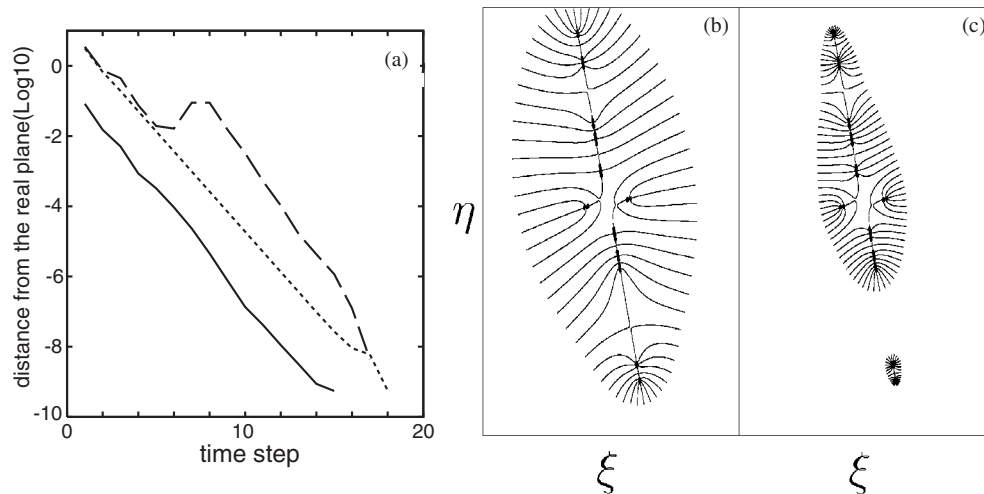 (a)
distance from the real plane(Log10)
0
-2
-4
-6
-8
-10
0
10
20
time step
(b)
η
ξ
(c)
ξ